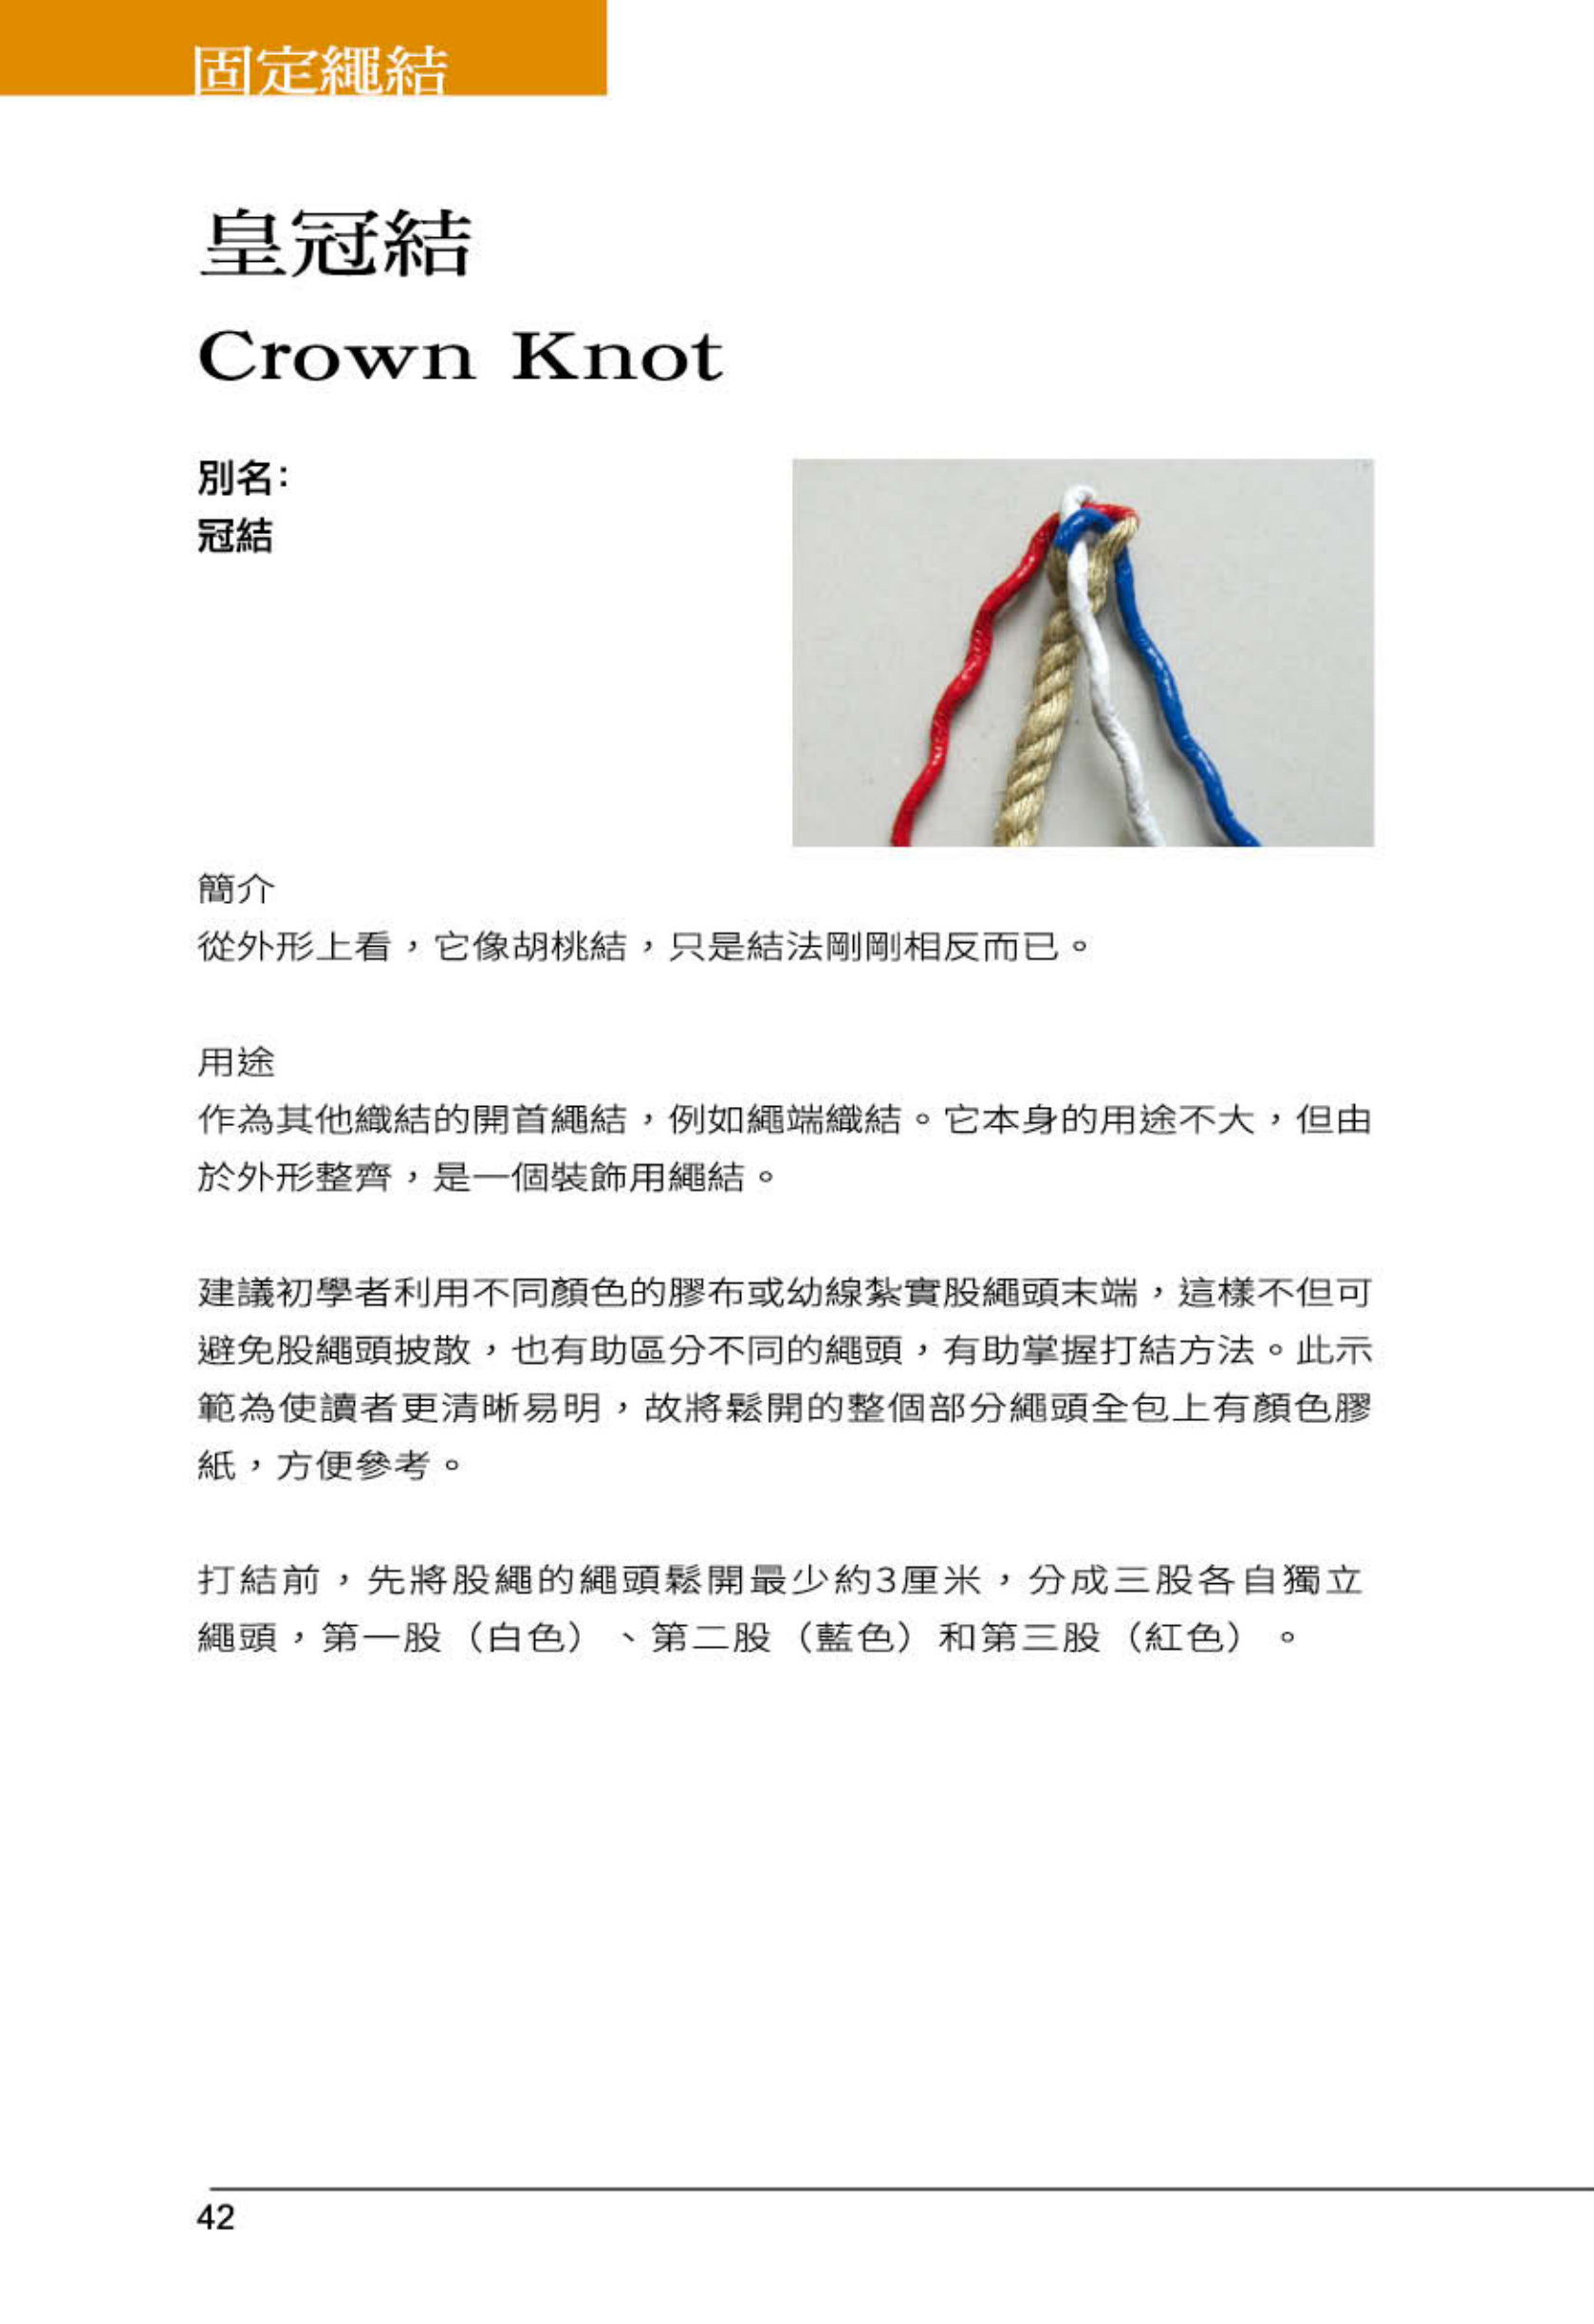 固定繩結
皇冠結
Crown Knot
別名：
冠結
簡介
從外形上看，它像胡桃結，只是結法剛剛相反而已。
用途
作為其他織結的開首繩結，例如繩端織結。它本身的用途不大，但由
於外形整齊，是一個裝飾用繩結。
建議初學者利用不同顏色的膠布或幼線紮實股繩頭末端，這樣不但可
避免股繩頭披散，也有助區分不同的繩頭，有助掌握打結方法。此示
範為使讀者更清晰易明，故將鬆開的整個部分繩頭全包上有顏色膠
紙，方便參考。
打結前，先將股繩的繩頭鬆開最少約3厘米，分成三股各自獨立
繩頭，第一股（白色）、第二股（藍色）和第三股（紅色）。
42